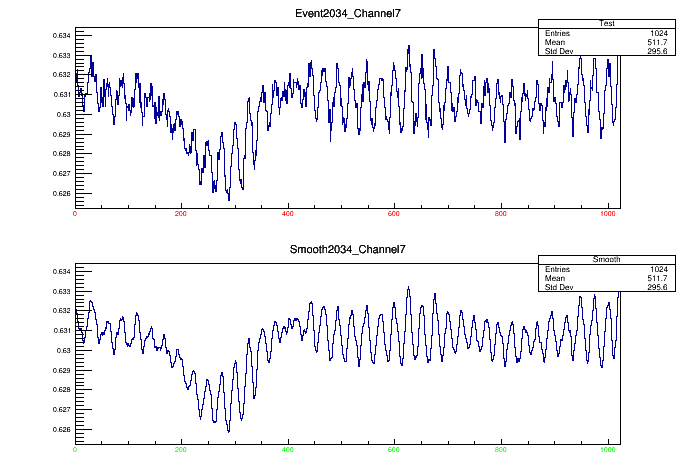 Event2034_Channel7
Test
Entries 1024
Mean 511.7
Std Dev 295.6
0.634
0.633
0.632
0.631
0.63
0.629
0.628
0.627
0.626
0 200 400 600 800 1000
Smooth2034_Channel7
Smooth
Entries 1024
Mean 511.7
Std Dev 295.6
0.634
0.633
0.632
0.631
0.63
0.629
0.628
0.627
0.626
0 200 400 600 800 1000